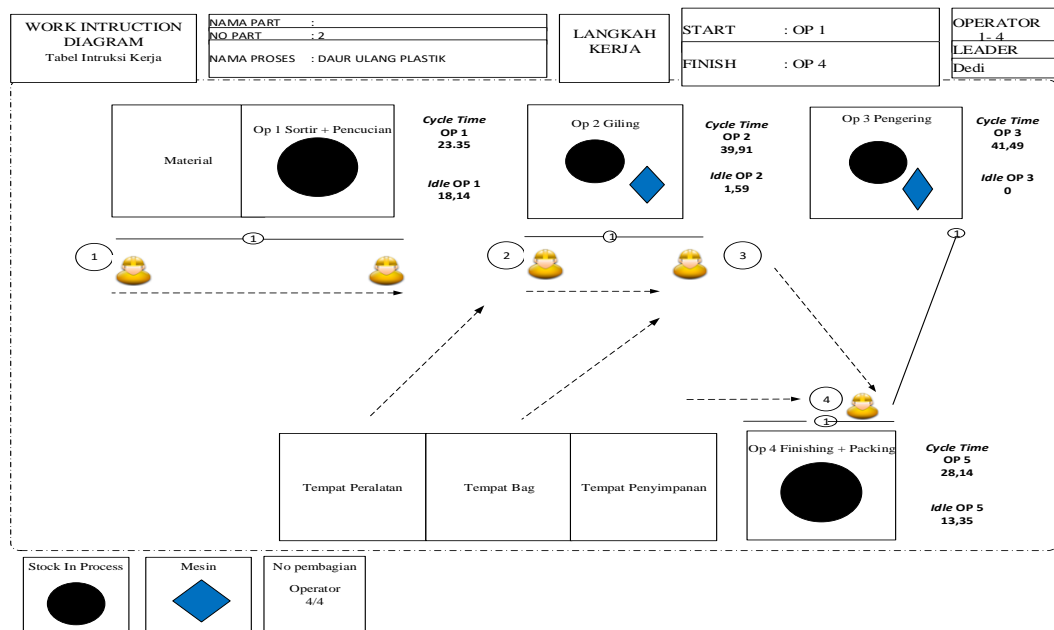 WORK INTRUCTION
DIAGRAM
Tabel Intruksi Kerja
NAMA PART :
NO PART : 2
NAMA PROSES : DAUR ULANG PLASTIK
LANGKAH
KERJA
START : OP 1
FINISH : OP 4
OPERATOR
1- 4
LEADER
Dedi
Material
Op 1 Sortir + Pencucian
Cycle Time
OP 1
23.35
Idle OP 1
18,14
Op 2 Giling
Cycle Time
OP 2
39,91
Idle OP 2
1,59
Op 3 Pengering
Cycle Time
OP 3
41,49
Idle OP 3
0
1
1
1
1
2
3
4
1
Tempat Peralatan
Tempat Bag
Tempat Penyimpanan
Op 4 Finishing + Packing
Cycle Time
OP 5
28,14
Idle OP 5
13,35
Stock In Process
Mesin
No pembagian
Operator
4/4